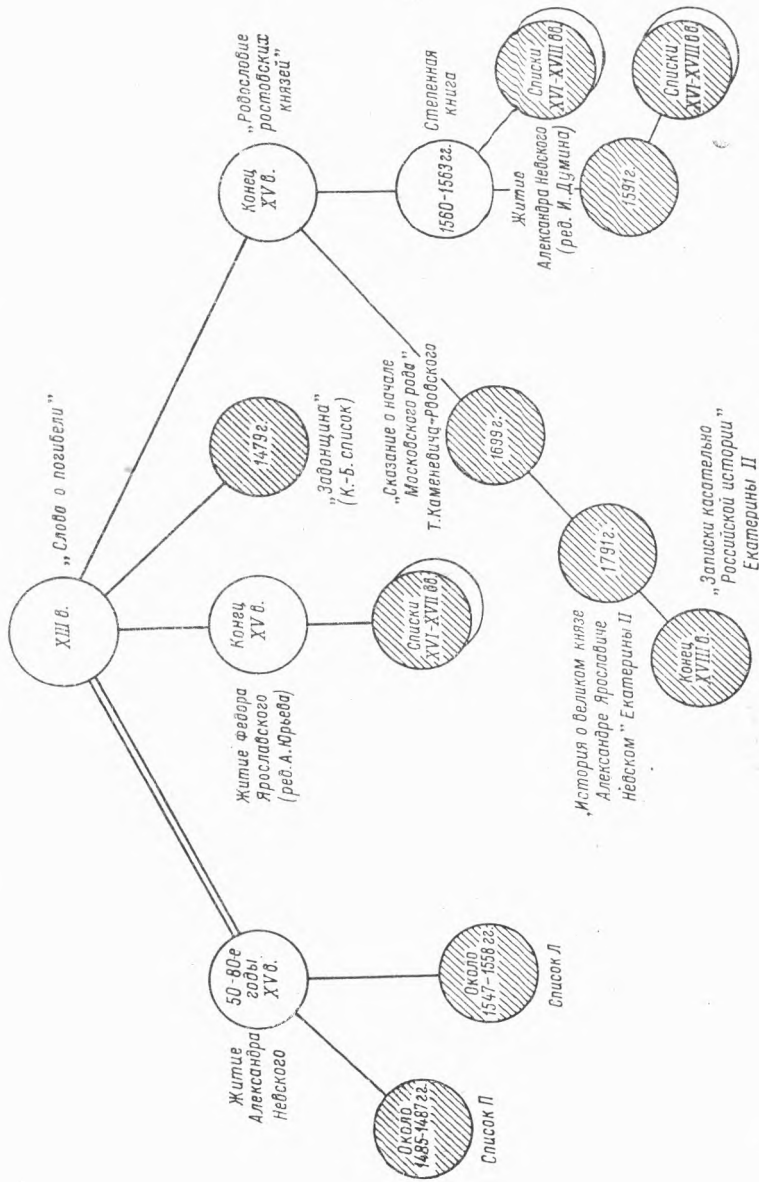 „Слова о погибели”
XIII в.
50-80-е
годы
XV в.
Житие
Александра
Невского
Около
1485-1487 гг.
Список П
Около
1547-1558 гг.
Список Л
Конец
XV в.
Житие Федора
Ярославского
(ред. А. Юрьева)
Списки
XVI-XVII вв.
1479 г.
„Задонщина”
(К.-Б. список)
„Родословие
ростовских
князей”
Конец
XV в.
„Сказание о начале
Московского рода”
Т. Каменевича-Рвовского
1699 г.
1791 г.
„История о великом князе
Александре Ярославиче
Невском” Екатерины II
Конец
XVIII в.
„Записки касательно
Российской истории”
Екатерины II
Степенная
книга
1560-1563 гг.
Списки
XVI-XVIII вв.
Житие
Александра Невского
(ред. И. Думина)
1591 г.
Списки
XVI-XVIII вв.